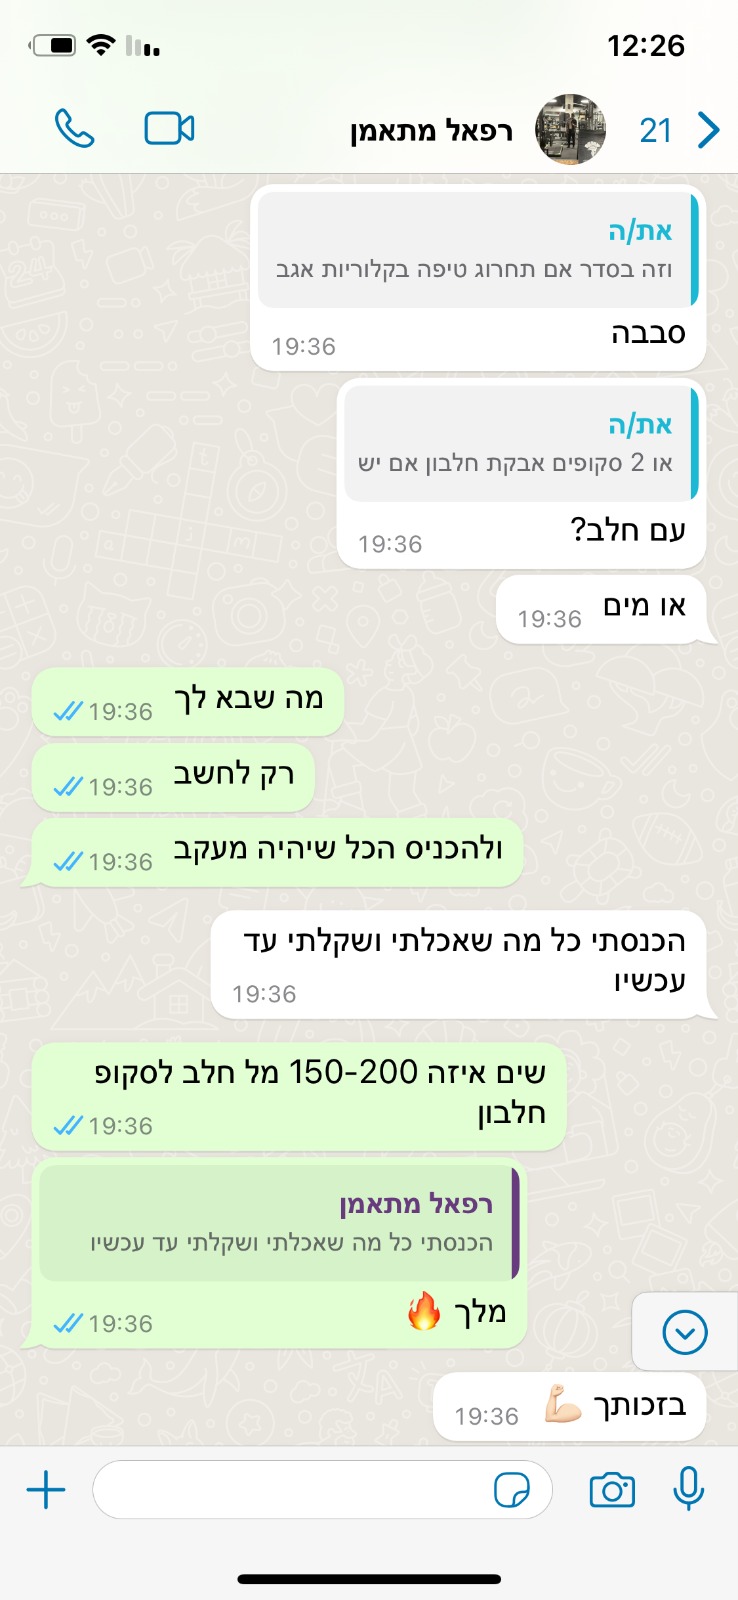 12:26
רפאל מתאמן
21
את/ה
וזה בסדר אם תחרוג טיפה בקלוריות אגב
סבבה
19:36
את/ה
או 2 סקופים אבקת חלבון אם יש
עם חלב?
19:36
או מים
19:36
מה שבא לך
19:36
רק לחשב
19:36
ולהכניס הכל שיהיה מעקב
19:36
הכנסתי כל מה שאכלתי ושקלתי עד
עכשיו
19:36
שים איזה 150-200 מל חלב לסקופ
חלבון
19:36
רפאל מתאמן
הכנסתי כל מה שאכלתי ושקלתי עד עכשיו
מלך 🔥
19:36
בזכותך 💪🏻
19:36